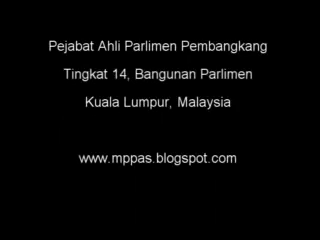 Pejabat Ahli Parlimen Pembangkang
Tingkat 14, Bangunan Parlimen
Kuala Lumpur, Malaysia
www.mppas.blogspot.com